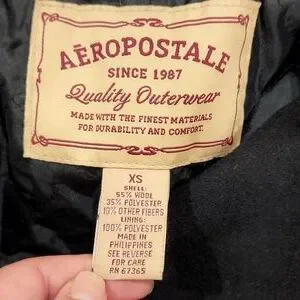 AĒROPOSTALE
SINCE 1987
Quality Outerwear
MADE WITH THE FINEST MATERIALS
FOR DURABILITY AND COMFORT.
XS
SHELL:
55% WOOL
35% POLYESTER
10% OTHER FIBERS
LINING:
100% POLYESTER
MADE IN
PHILIPPINES
SEE REVERSE
FOR CARE
RN 67365